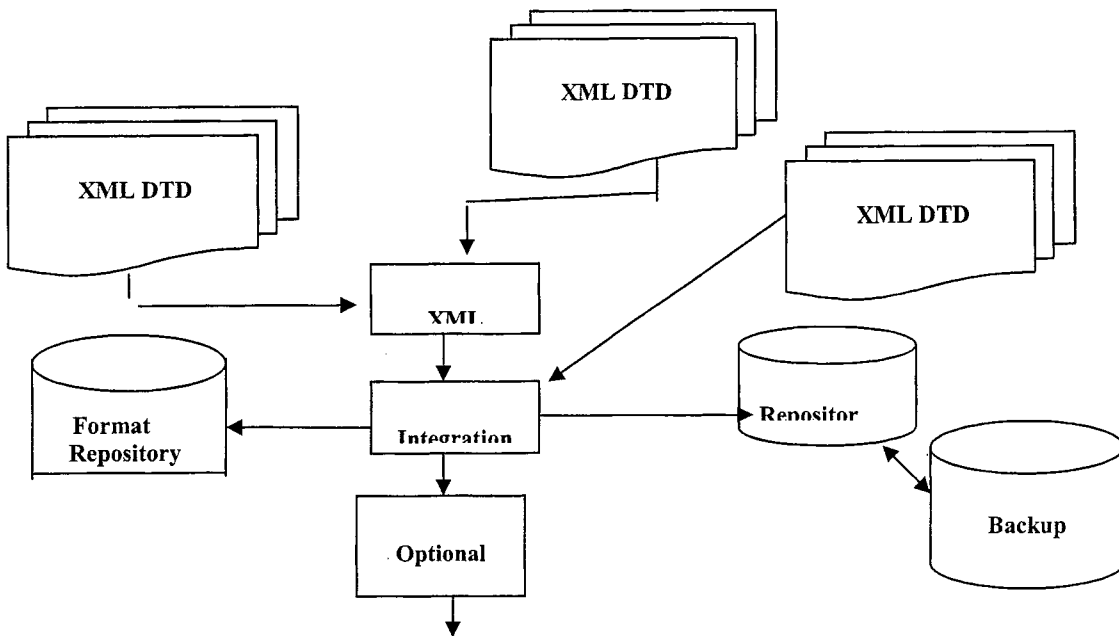 XML DTD
XML DTD
XML DTD
XML
Format
Repository
Integration
Repositor
Backup
Optional